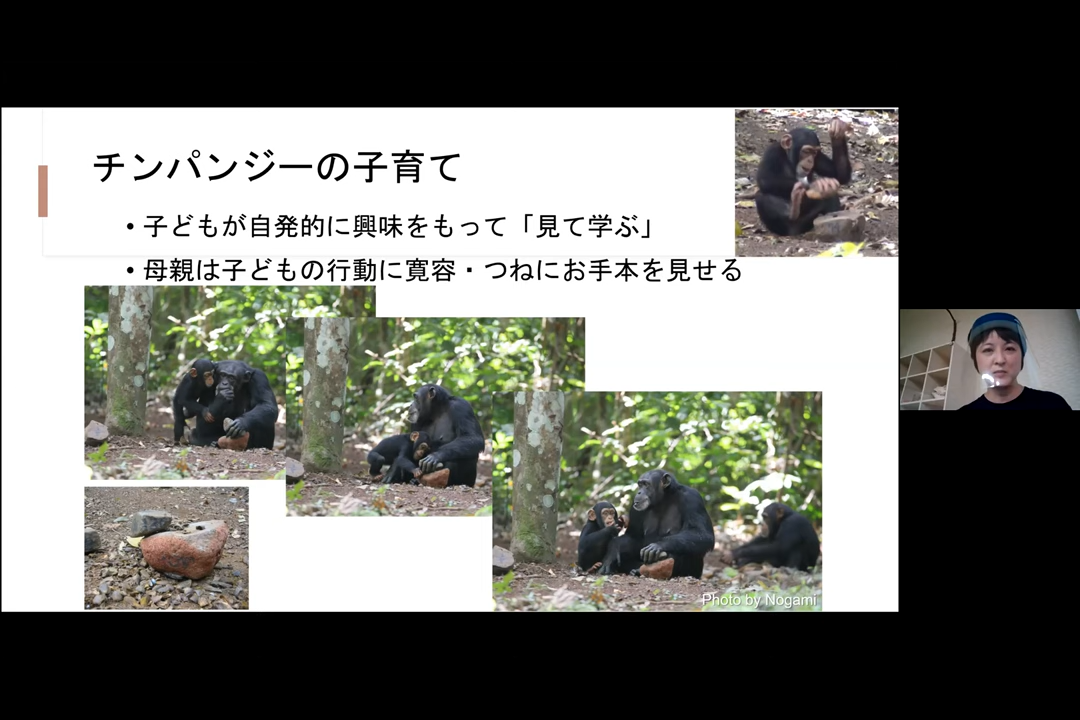 チンパンジーの子育て
• 子どもが自発的に興味をもって「見て学ぶ」
• 母親は子どもの行動に寛容・つねにお手本を見せる
Photo by Nogami